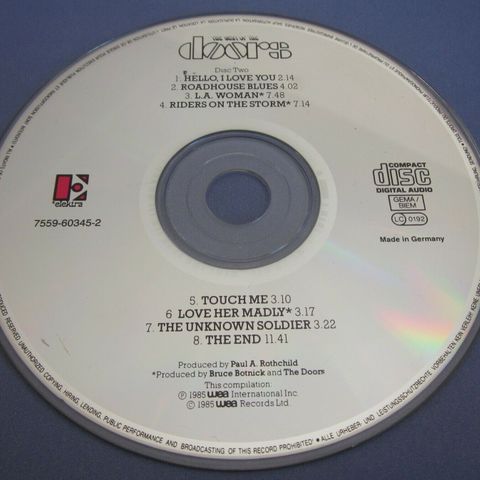 THE BEST OF THE
doors
Disc Two
1. HELLO, I LOVE YOU 2.14
2. ROADHOUSE BLUES 4.02
3. L.A. WOMAN* 7.48
4. RIDERS ON THE STORM* 7.14
elektra
7559-60345-2
COMPACT
disc
DIGITAL AUDIO
GEMA/
BIEM
LC 0192
Made in Germany
5. TOUCH ME 3.10
6 LOVE HER MADLY* 3.17
7. THE UNKNOWN SOLDIER 3.22
8. THE END 11.41
Produced by Paul A. Rothchild
*Produced by Bruce Botnick and The Doors
This compilation:
℗ 1985 wea International Inc.
© 1985 wea Records Ltd.
RESERVED UNAUTHORIZED COPYING, HIRING, LENDING, PUBLIC PERFORMANCE AND BROADCASTING OF THIS RECORD PROHIBITED! • ALLE URHEBER- UND LEISTUNGSSCHUTZRECHTE VORBEHALTEN KEIN VERLEIH!